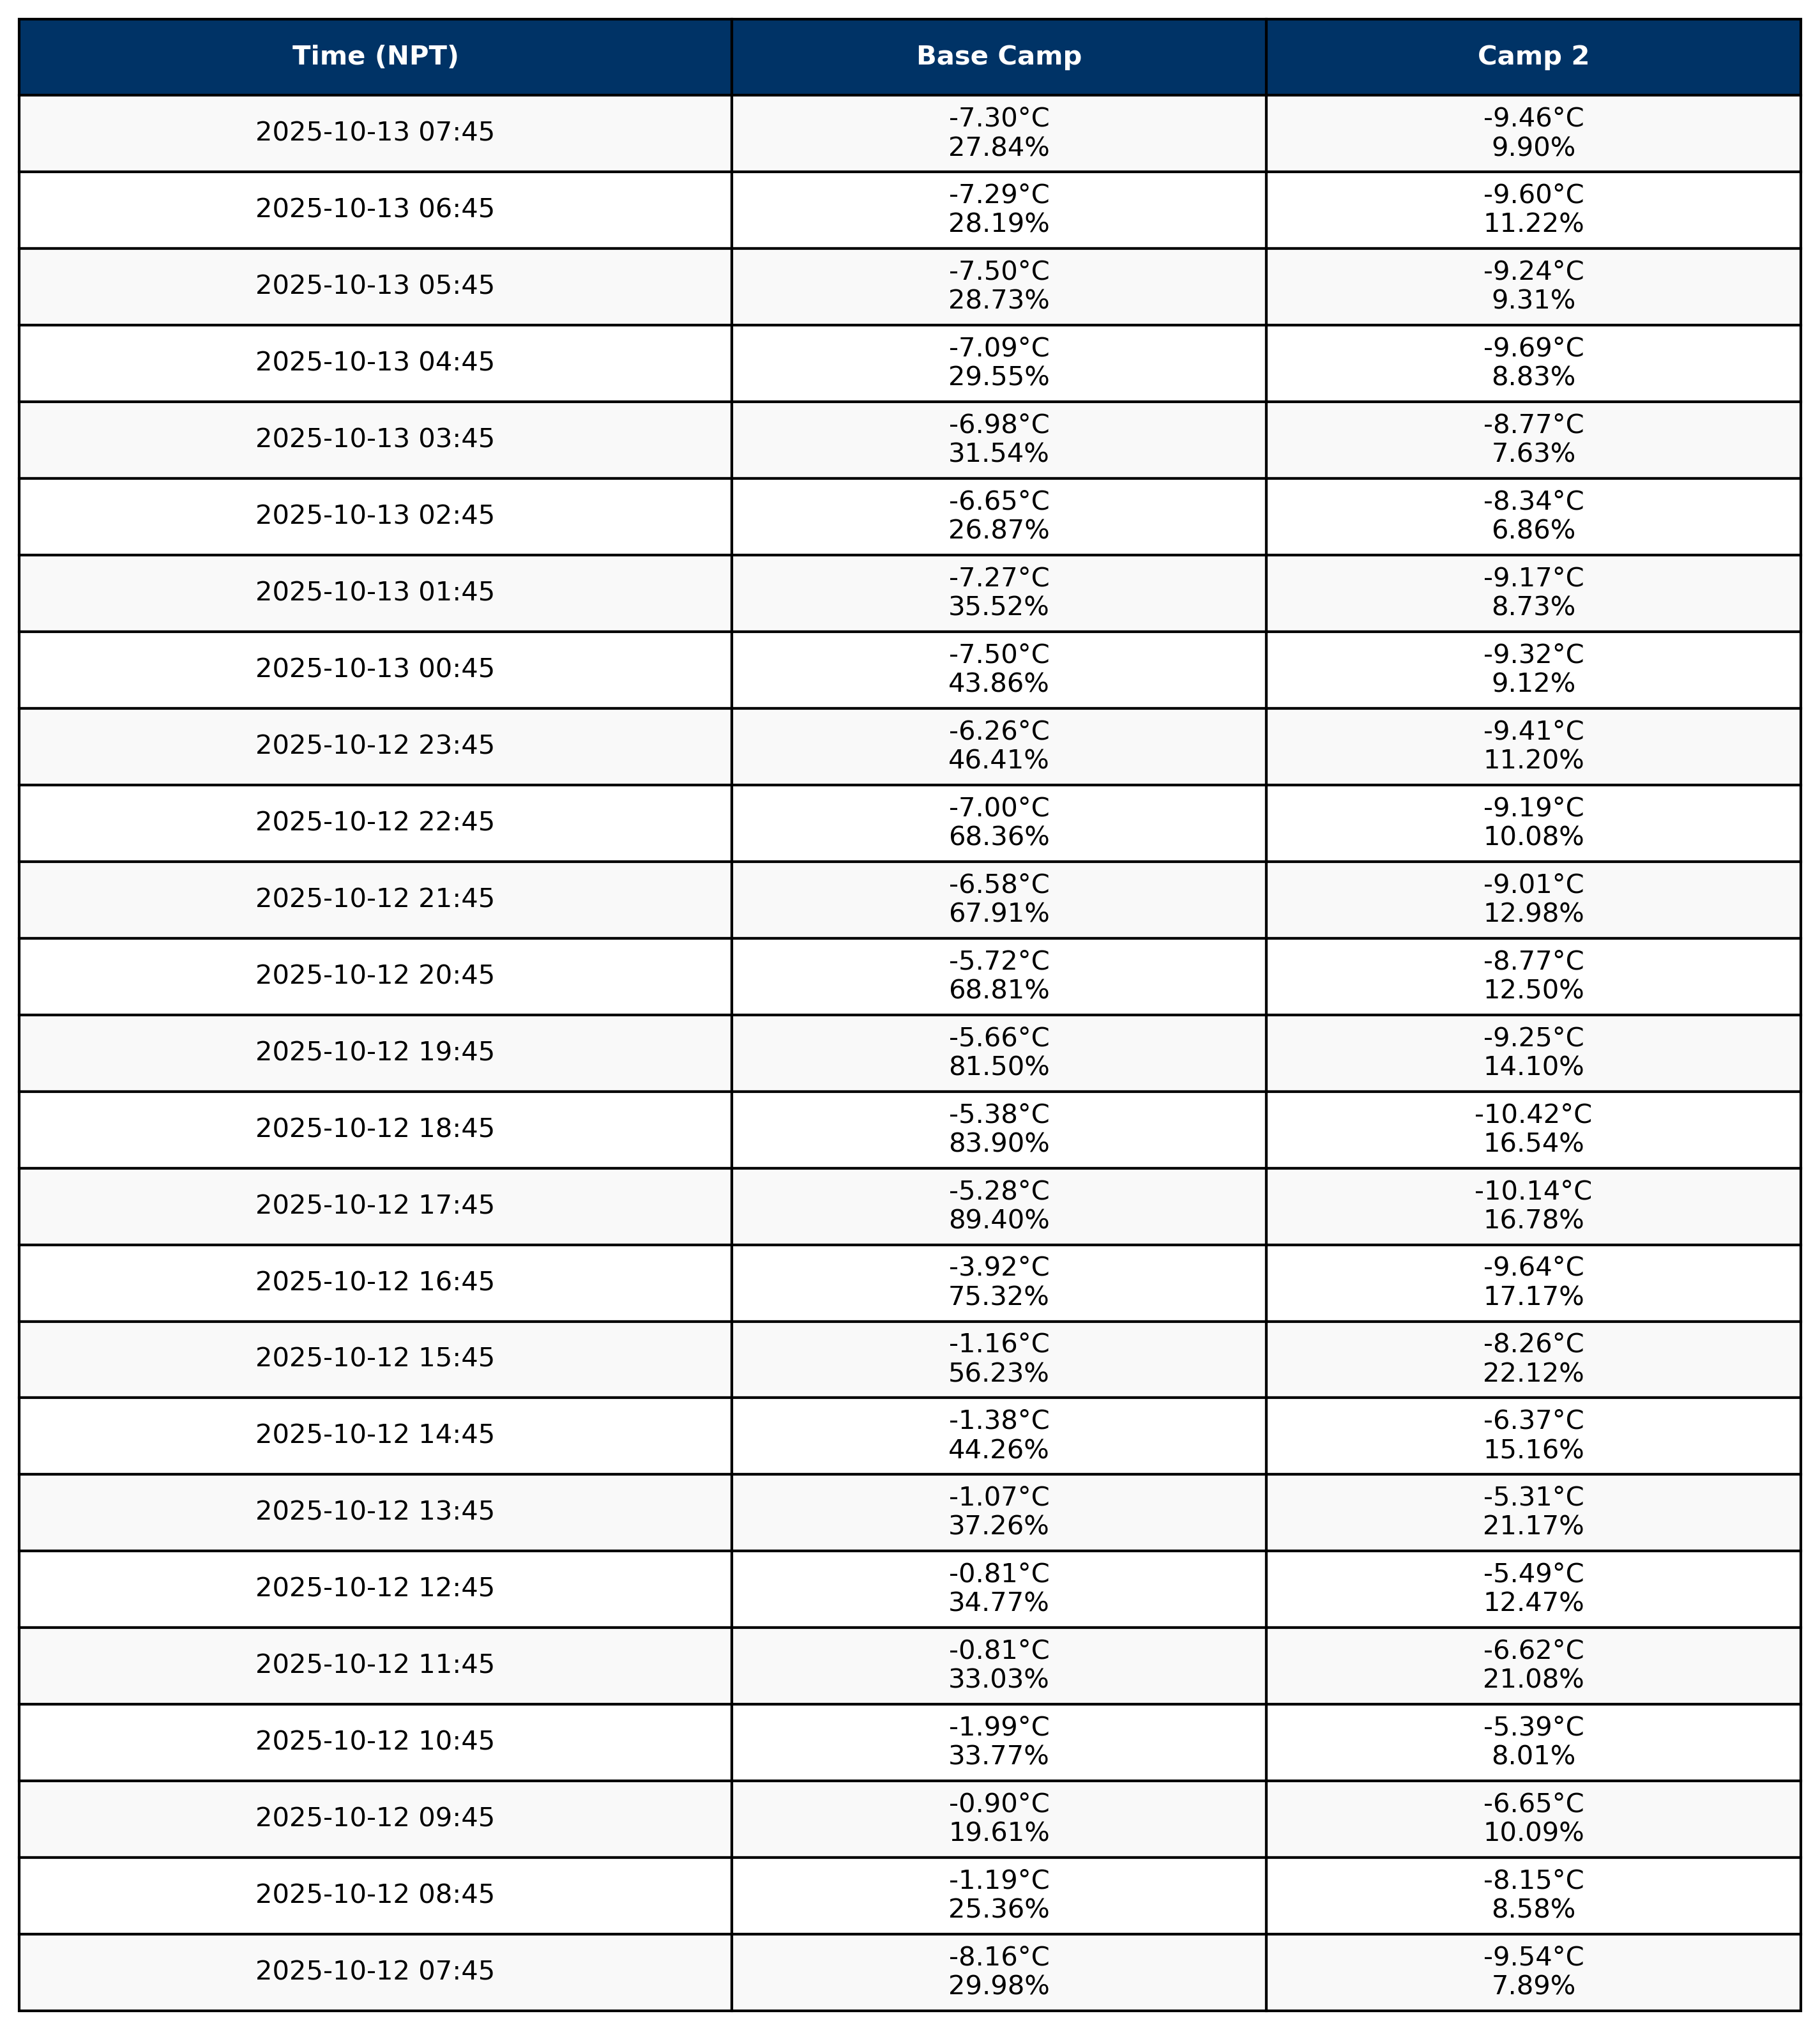 Time (NPT) Base Camp Camp 2
2025-10-13 07:45 -7.30°C 27.84% -9.46°C 9.90%
2025-10-13 06:45 -7.29°C 28.19% -9.60°C 11.22%
2025-10-13 05:45 -7.50°C 28.73% -9.24°C 9.31%
2025-10-13 04:45 -7.09°C 29.55% -9.69°C 8.83%
2025-10-13 03:45 -6.98°C 31.54% -8.77°C 7.63%
2025-10-13 02:45 -6.65°C 26.87% -8.34°C 6.86%
2025-10-13 01:45 -7.27°C 35.52% -9.17°C 8.73%
2025-10-13 00:45 -7.50°C 43.86% -9.32°C 9.12%
2025-10-12 23:45 -6.26°C 46.41% -9.41°C 11.20%
2025-10-12 22:45 -7.00°C 68.36% -9.19°C 10.08%
2025-10-12 21:45 -6.58°C 67.91% -9.01°C 12.98%
2025-10-12 20:45 -5.72°C 68.81% -8.77°C 12.50%
2025-10-12 19:45 -5.66°C 81.50% -9.25°C 14.10%
2025-10-12 18:45 -5.38°C 83.90% -10.42°C 16.54%
2025-10-12 17:45 -5.28°C 89.40% -10.14°C 16.78%
2025-10-12 16:45 -3.92°C 75.32% -9.64°C 17.17%
2025-10-12 15:45 -1.16°C 56.23% -8.26°C 22.12%
2025-10-12 14:45 -1.38°C 44.26% -6.37°C 15.16%
2025-10-12 13:45 -1.07°C 37.26% -5.31°C 21.17%
2025-10-12 12:45 -0.81°C 34.77% -5.49°C 12.47%
2025-10-12 11:45 -0.81°C 33.03% -6.62°C 21.08%
2025-10-12 10:45 -1.99°C 33.77% -5.39°C 8.01%
2025-10-12 09:45 -0.90°C 19.61% -6.65°C 10.09%
2025-10-12 08:45 -1.19°C 25.36% -8.15°C 8.58%
2025-10-12 07:45 -8.16°C 29.98% -9.54°C 7.89%